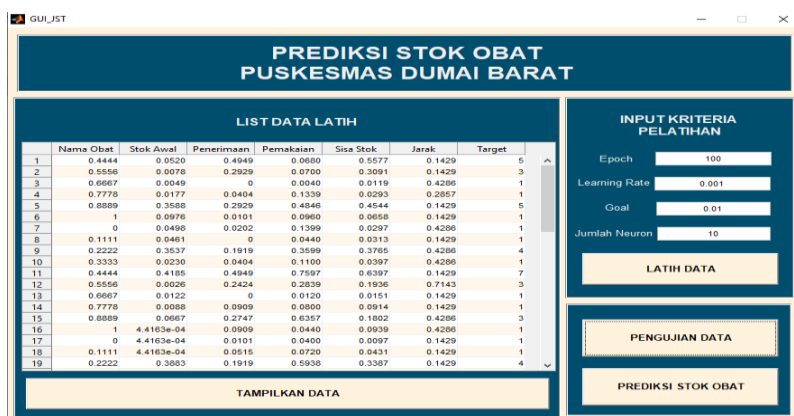 GUI_JST
PREDIKSI STOK OBAT
PUSKESMAS DUMAI BARAT
LIST DATA LATIH
Nama Obat Stok Awal Penerimaan Pemakaian Sisa Stok Jarak Target
1 0.4444 0.0520 0.4949 0.0680 0.5577 0.1429 5
2 0.5556 0.0078 0.2929 0.0700 0.3091 0.1429 3
3 0.6667 0.0049 0 0.0040 0.0119 0.4286 1
4 0.7778 0.0177 0.0404 0.1339 0.0293 0.2857 1
5 0.8889 0.3588 0.2929 0.4846 0.4544 0.1429 5
6 1 0.0976 0.0101 0.0960 0.0658 0.1429 1
7 0 0.0498 0.0202 0.1399 0.0297 0.4286 1
8 0.1111 0.0461 0 0.0440 0.0313 0.1429 1
9 0.2222 0.3537 0.1919 0.3599 0.3765 0.4286 4
10 0.3333 0.0230 0.0404 0.1100 0.0397 0.4286 1
11 0.4444 0.4185 0.4949 0.7597 0.6397 0.1429 7
12 0.5556 0.0026 0.2424 0.2839 0.1936 0.7143 3
13 0.6667 0.0122 0 0.0120 0.0151 0.1429 1
14 0.7778 0.0088 0.0909 0.0800 0.0914 0.1429 1
15 0.8889 0.0667 0.2747 0.6357 0.1802 0.4286 3
16 1 4.4163e-04 0.0909 0.0440 0.0939 0.4286 1
17 0 4.4163e-04 0.0101 0.0400 0.0097 0.1429 1
18 0.1111 4.4163e-04 0.0515 0.0720 0.0431 0.1429 1
19 0.2222 0.3883 0.1919 0.5938 0.3387 0.1429 4
TAMPILKAN DATA
INPUT KRITERIA
PELATIHAN
Epoch 100
Learning Rate 0.001
Goal 0.01
Jumlah Neuron 10
LATIH DATA
PENGUJIAN DATA
PREDIKSI STOK OBAT